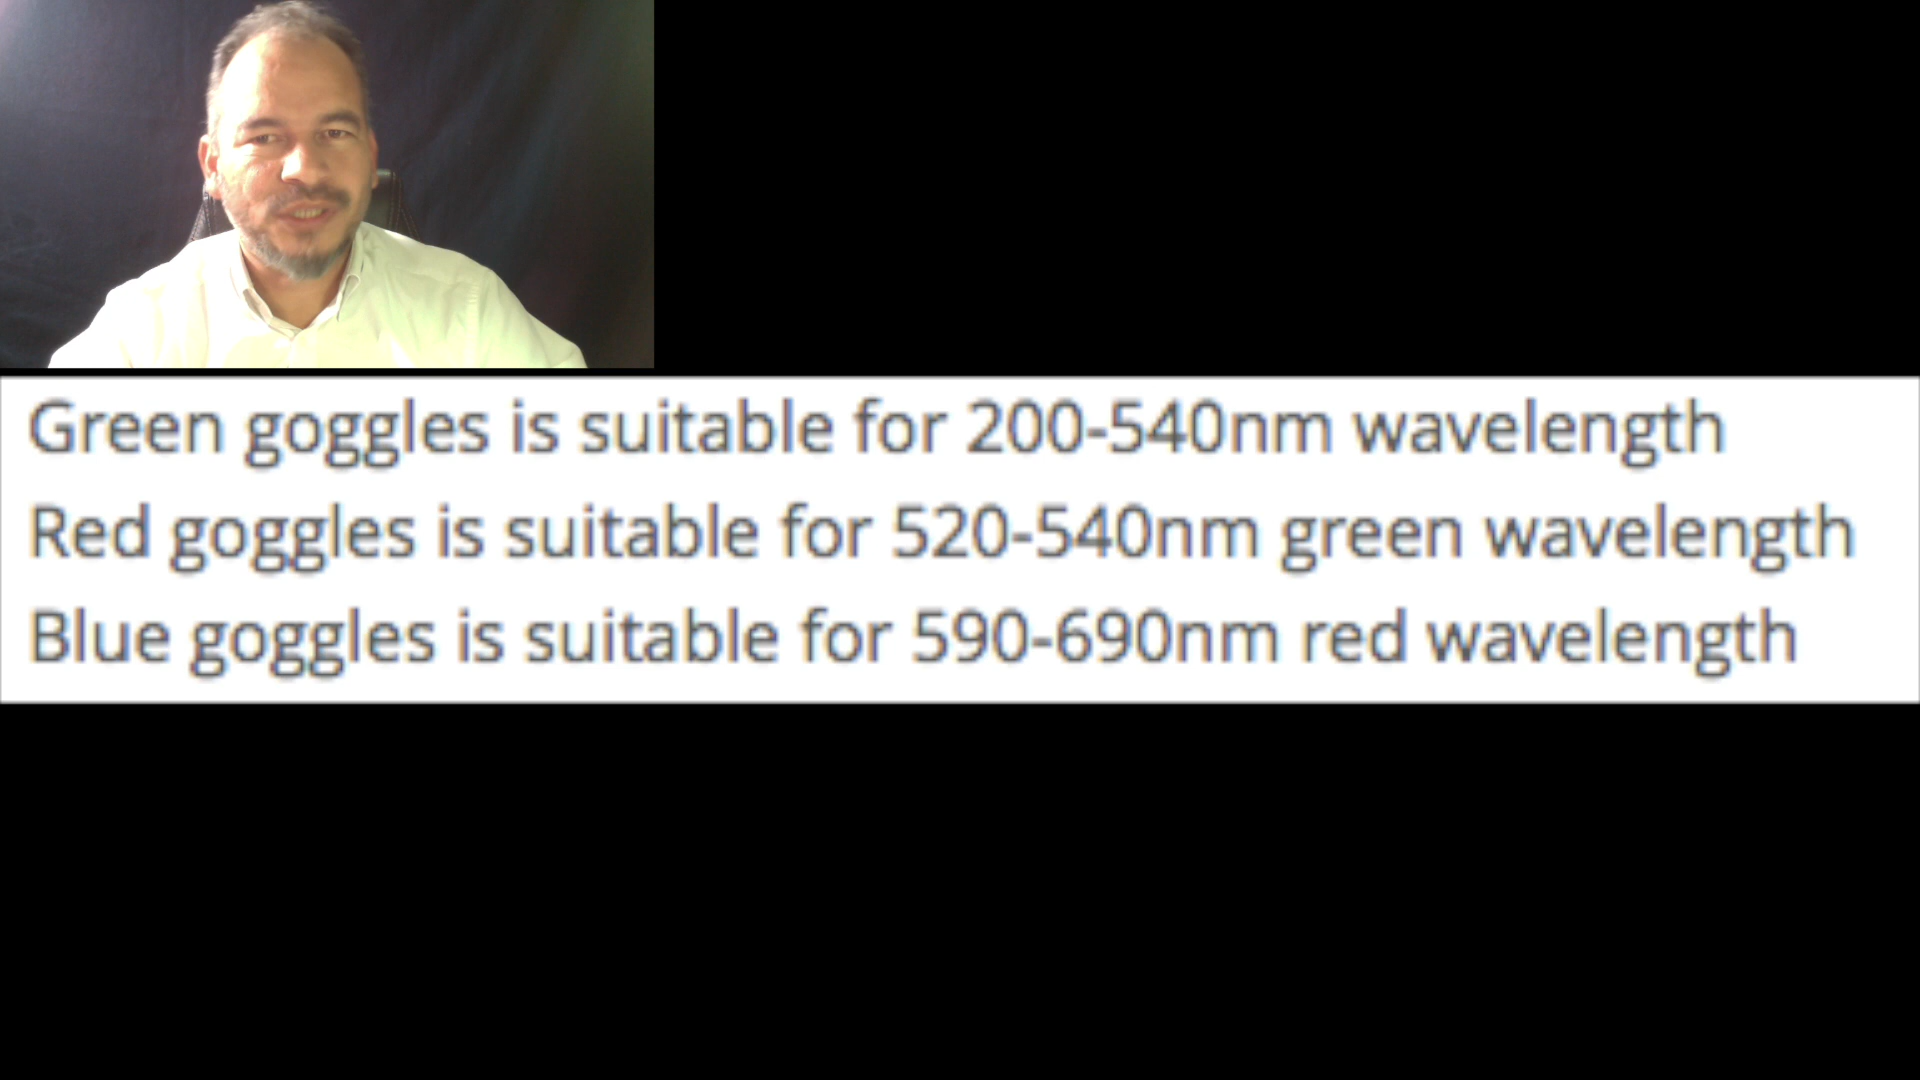 Green goggles is suitable for 200-540nm wavelength
Red goggles is suitable for 520-540nm green wavelength
Blue goggles is suitable for 590-690nm red wavelength